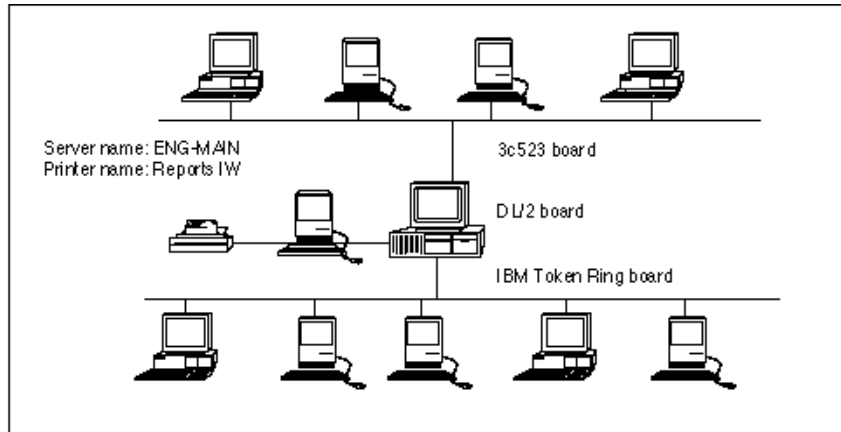 Server name: ENG-MAIN
Printer name: Reports IW
3c523 board
DL/2 board
IBM Token Ring board